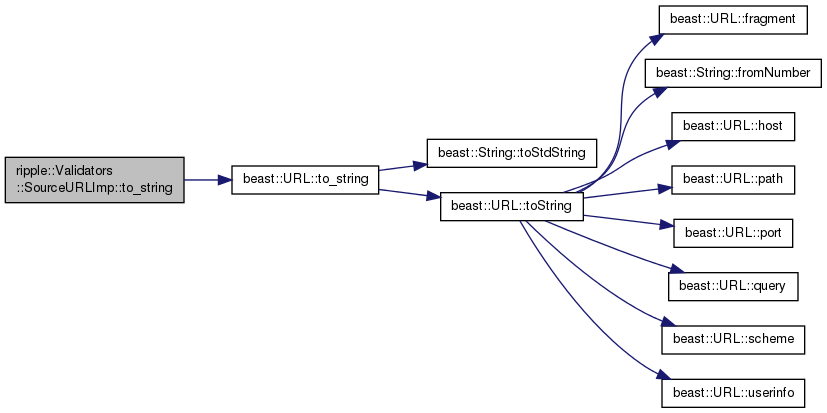 ripple::Validators
::SourceURLImp::to_string
beast::URL::to_string
beast::String::toStdString
beast::URL::toString
beast::URL::fragment
beast::String::fromNumber
beast::URL::host
beast::URL::path
beast::URL::port
beast::URL::query
beast::URL::scheme
beast::URL::userinfo